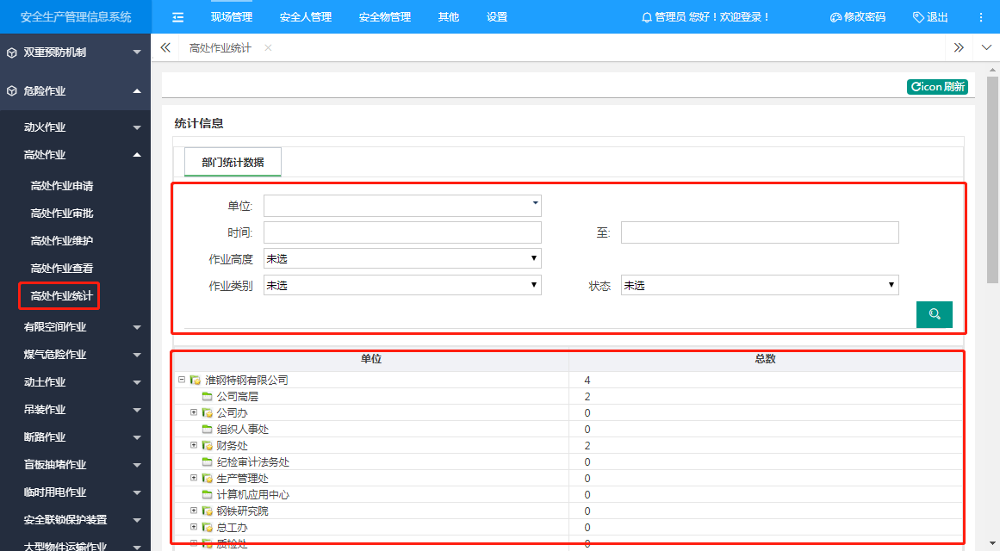 安全生产管理信息系统
现场管理 安全人管理 安全物管理 其他 设置
管理员 您好！欢迎登录！
修改密码 退出
双重预防机制
危险作业
动火作业
高处作业
高处作业申请
高处作业审批
高处作业维护
高处作业查看
高处作业统计
有限空间作业
煤气危险作业
动土作业
吊装作业
断路作业
盲板抽堵作业
临时用电作业
安全联锁保护装置
大型物件运输作业
高处作业统计
icon 刷新
统计信息
部门统计数据
单位:
时间: 至:
作业高度 未选
作业类别 未选 状态 未选
单位 总数
淮钢特钢有限公司 4
公司高层 2
公司办 0
组织人事处 0
财务处 2
纪检审计法务处 0
生产管理处 0
计算机应用中心 0
钢铁研究院 0
总工办 0
质检处 0